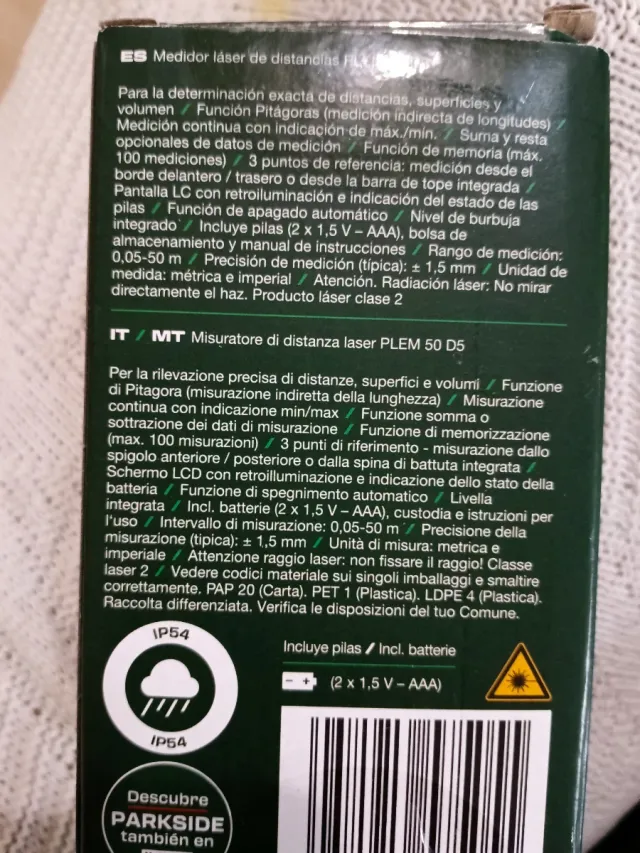 ES Medidor láser de distancias
Para la determinación exacta de distancias, superficies y
volumen / Función Pitágoras (medición indirecta de longitudes) /
Medición continua con indicación de máx./mín. / Suma y resta
opcionales de datos de medición / Función de memoria (máx.
100 mediciones) / 3 puntos de referencia: medición desde el
borde delantero / trasero o desde la barra de tope integrada /
Pantalla LC con retroiluminación e indicación del estado de las
pilas / Función de apagado automático / Nivel de burbuja
integrado / Incluye pilas (2 x 1,5 V – AAA), bolsa de
almacenamiento y manual de instrucciones / Rango de medición:
0,05-50 m / Precisión de medición (típica): ± 1,5 mm / Unidad de
medida: métrica e imperial / Atención. Radiación láser: No mirar
directamente el haz. Producto láser clase 2
IT / MT Misuratore di distanza laser PLEM 50 D5
Per la rilevazione precisa di distanze, superfici e volumi / Funzione
di Pitagora (misurazione indiretta della lunghezza) / Misurazione
continua con indicazione min/max / Funzione somma o
sottrazione dei dati di misurazione / Funzione di memorizzazione
(max. 100 misurazioni) / 3 punti di riferimento - misurazione dallo
spigolo anteriore / posteriore o dalla spina di battuta integrata /
Schermo LCD con retroilluminazione e indicazione dello stato della
batteria / Funzione di spegnimento automatico / Livella
integrata / Incl. batterie (2 x 1,5 V – AAA), custodia e istruzioni per
l'uso / Intervallo di misurazione: 0,05-50 m / Precisione della
misurazione (tipica): ± 1,5 mm / Unità di misura: metrica e
imperiale / Attenzione raggio laser: non fissare il raggio! Classe
laser 2 / Vedere codici materiale sui singoli imballaggi e smaltire
correttamente. PAP 20 (Carta). PET 1 (Plastica). LDPE 4 (Plastica).
Raccolta differenziata. Verifica le disposizioni del tuo Comune.
IP54
IP54
Incluye pilas / Incl. batterie
(2 x 1,5 V – AAA)
Descubre
PARKSIDE
también en